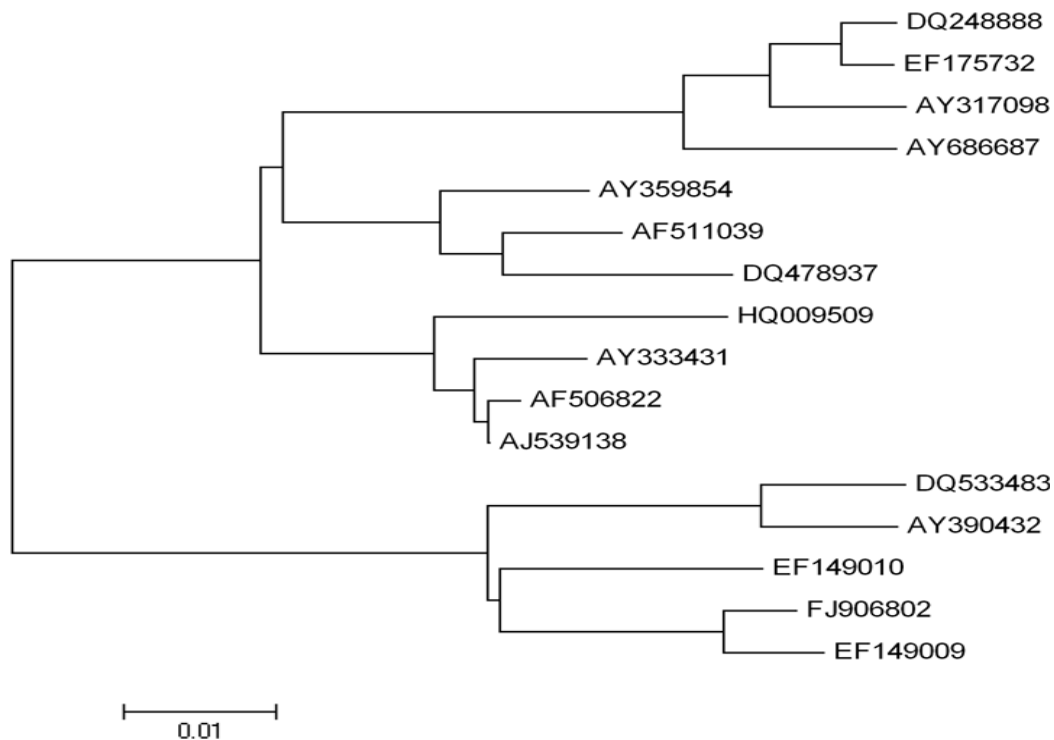 DQ248888
EF175732
AY317098
AY686687
AY359854
AF511039
DQ478937
HQ009509
AY333431
AF506822
AJ539138
DQ533483
AY390432
EF149010
FJ906802
EF149009
0.01